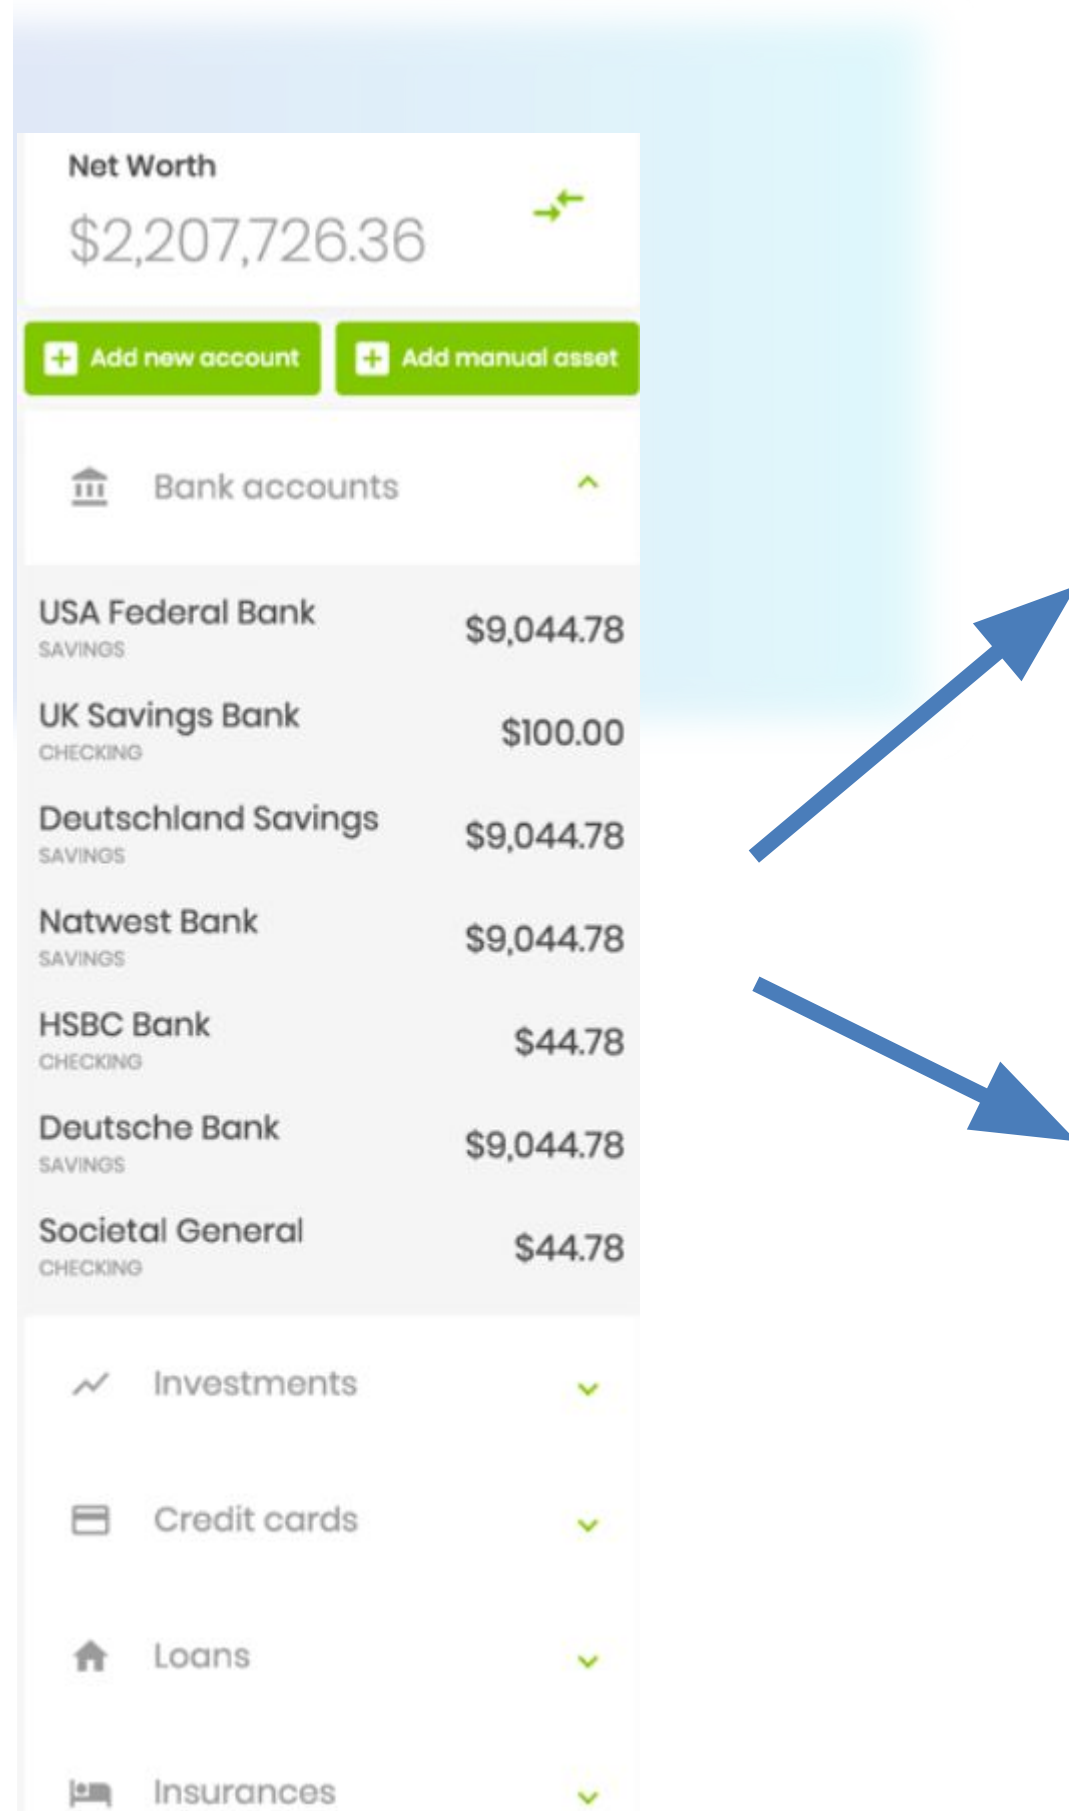 Net Worth
$2,207,726.36
Add new account
Add manual asset
Bank accounts
USA Federal Bank
$9,044.78
SAVINGS
UK Savings Bank
$100.00
CHECKING
Deutschland Savings
$9,044.78
SAVINGS
Natwest Bank
$9,044.78
SAVINGS
HSBC Bank
$44.78
CHECKING
Deutsche Bank
$9,044.78
SAVINGS
Societal General
$44.78
CHECKING
Investments
Credit cards
Loans
Insurances